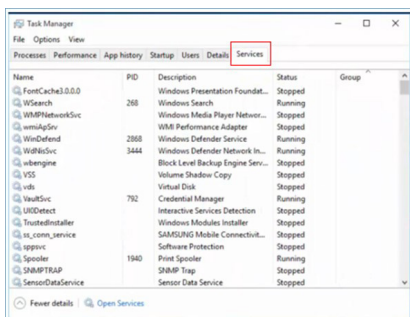 Task Manager
File Options View
Processes Performance App history Startup Users Details Services
Name PID Description Status Group
FontCache3.0.0.0 Windows Presentation Foundat... Stopped
WSearch 268 Windows Search Running
WMPNetworkSvc Windows Media Player Networ... Stopped
wmiApSrv WMI Performance Adapter Stopped
WinDefend 2868 Windows Defender Service Running
WdNisSvc 3444 Windows Defender Network In... Running
wbengine Block Level Backup Engine Serv... Stopped
VSS Volume Shadow Copy Stopped
vds Virtual Disk Stopped
VaultSvc 792 Credential Manager Running
UI0Detect Interactive Services Detection Stopped
TrustedInstaller Windows Modules Installer Stopped
ss_conn_service SAMSUNG Mobile Connectivit... Stopped
sppsvc Software Protection Stopped
Spooler 1940 Print Spooler Running
SNMPTRAP SNMP Trap Stopped
SensorDataService Sensor Data Service Stopped
Fewer details Open Services